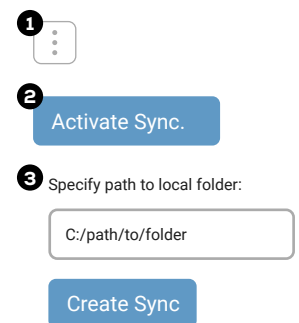 1
2
Activate Sync.
3 Specify path to local folder:
C:/path/to/folder
Create Sync